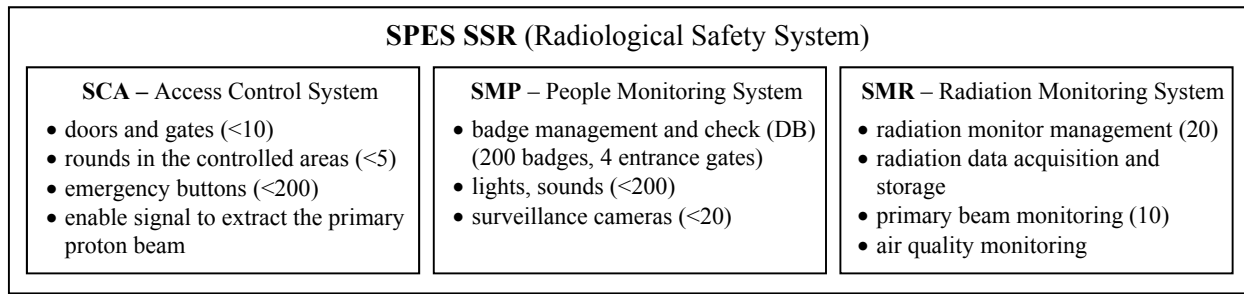 SPES SSR (Radiological Safety System)
SCA – Access Control System
• doors and gates (<10)
• rounds in the controlled areas (<5)
• emergency buttons (<200)
• enable signal to extract the primary
proton beam
SMP – People Monitoring System
• badge management and check (DB)
(200 badges, 4 entrance gates)
• lights, sounds (<200)
• surveillance cameras (<20)
SMR – Radiation Monitoring System
• radiation monitor management (20)
• radiation data acquisition and
storage
• primary beam monitoring (10)
• air quality monitoring